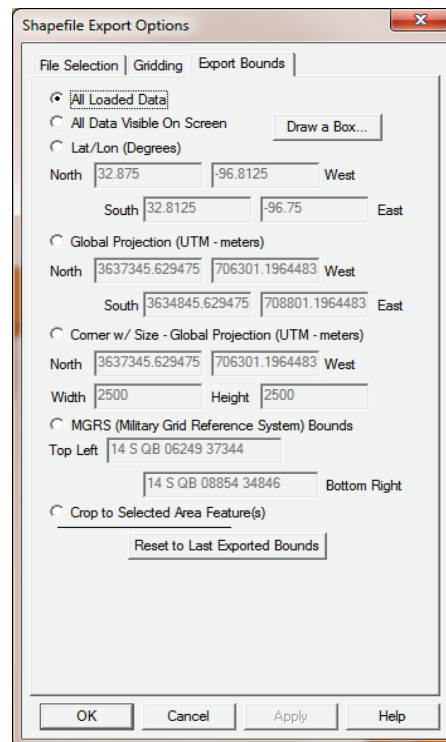 Shapefile Export Options
File Selection Gridding Export Bounds
All Loaded Data
All Data Visible On Screen Draw a Box...
Lat/Lon (Degrees)
North 32.875 -96.8125 West
South 32.8125 -96.75 East
Global Projection (UTM - meters)
North 3637345.629475 706301.1964483 West
South 3634845.629475 708801.1964483 East
Corner w/ Size - Global Projection (UTM - meters)
North 3637345.629475 706301.1964483 West
Width 2500 Height 2500
MGRS (Military Grid Reference System) Bounds
Top Left 14 S QB 06249 37344
14 S QB 08854 34846 Bottom Right
Crop to Selected Area Feature(s)
Reset to Last Exported Bounds
OK Cancel Apply Help